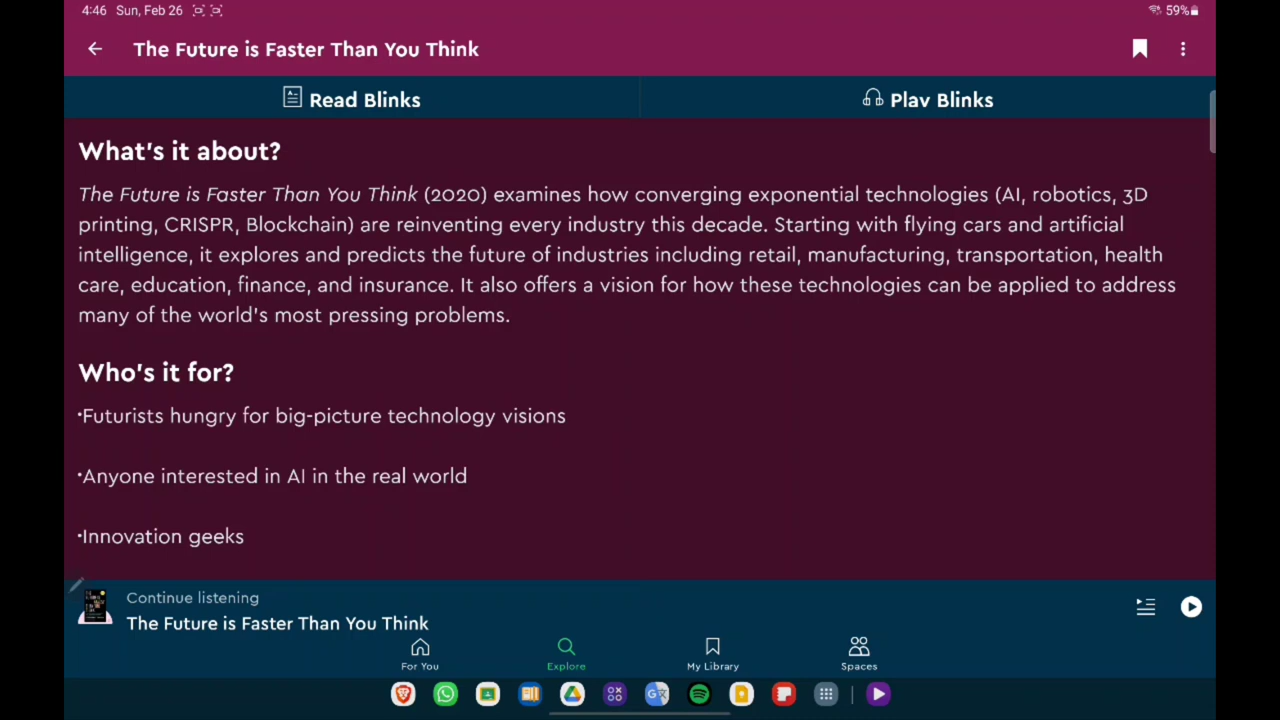 4:46 Sun, Feb 26 59%
The Future is Faster Than You Think
Read Blinks
Play Blinks
What's it about?
The Future is Faster Than You Think (2020) examines how converging exponential technologies (AI, robotics, 3D
printing, CRISPR, Blockchain) are reinventing every industry this decade. Starting with flying cars and artificial
intelligence, it explores and predicts the future of industries including retail, manufacturing, transportation, health
care, education, finance, and insurance. It also offers a vision for how these technologies can be applied to address
many of the world's most pressing problems.
Who's it for?
·Futurists hungry for big-picture technology visions
·Anyone interested in AI in the real world
·Innovation geeks
Continue listening
The Future is Faster Than You Think
For You
Explore
My Library
Spaces